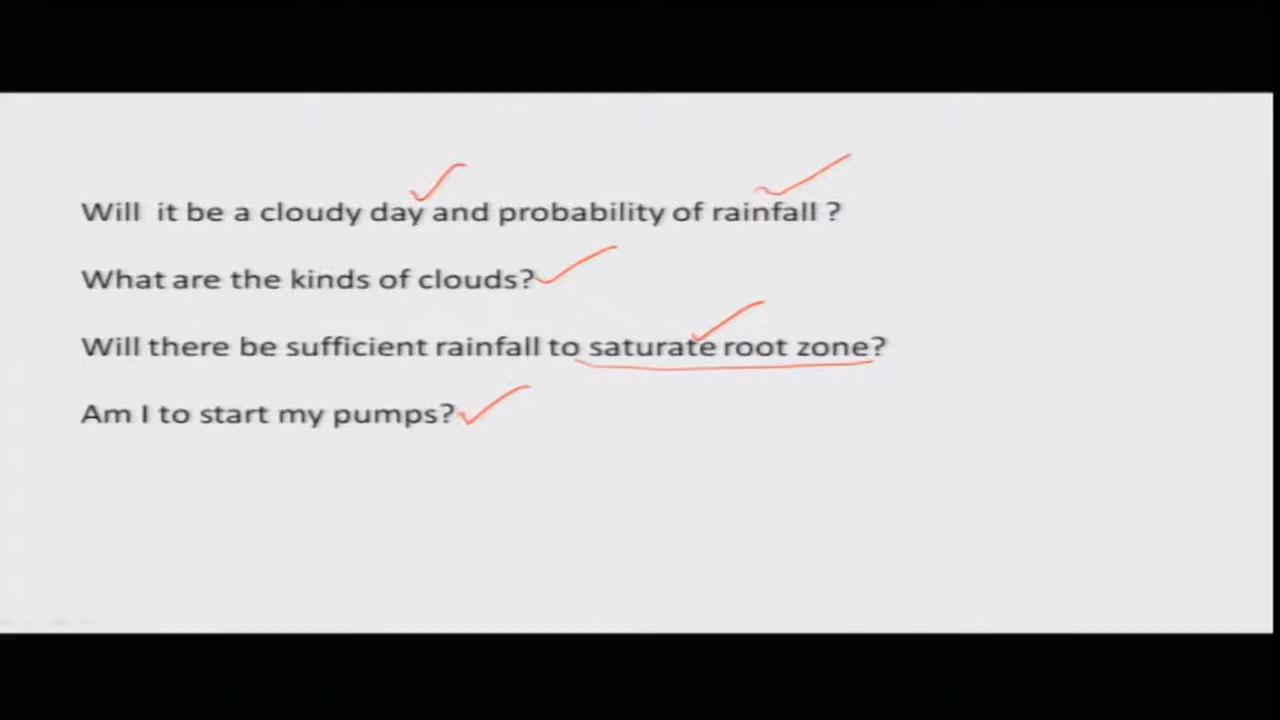 Will it be a cloudy day and probability of rainfall ?
What are the kinds of clouds?
Will there be sufficient rainfall to saturate root zone?
Am I to start my pumps?